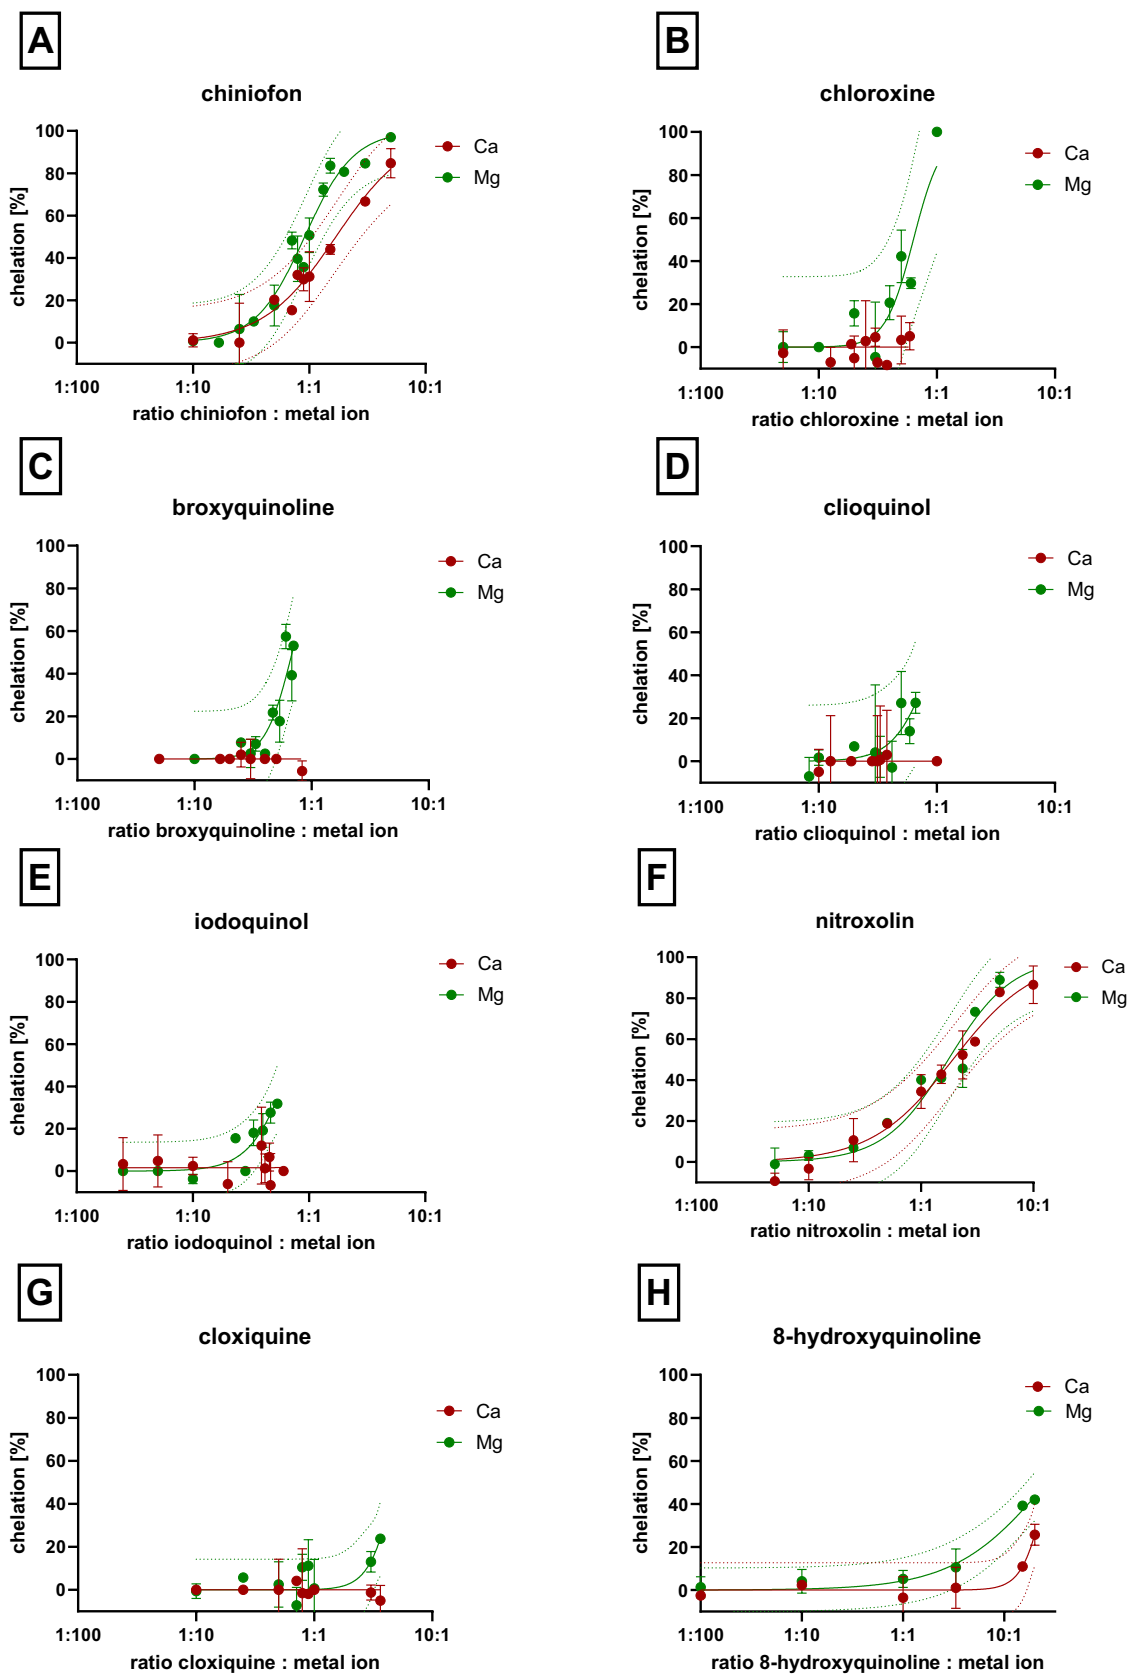 A
chiniofon
chelation [%]
100
80
60
40
20
0
1:100 1:10 1:1 10:1
ratio chiniofon : metal ion
Ca
Mg
B
chloroxine
chelation [%]
100
80
60
40
20
0
1:100 1:10 1:1 10:1
ratio chloroxine : metal ion
Ca
Mg
C
broxyquinoline
chelation [%]
100
80
60
40
20
0
1:100 1:10 1:1 10:1
ratio broxyquinoline : metal ion
Ca
Mg
D
clioquinol
chelation [%]
100
80
60
40
20
0
1:100 1:10 1:1 10:1
ratio clioquinol : metal ion
Ca
Mg
E
iodoquinol
chelation [%]
100
80
60
40
20
0
1:100 1:10 1:1 10:1
ratio iodoquinol : metal ion
Ca
Mg
F
nitroxolin
chelation [%]
100
80
60
40
20
0
1:100 1:10 1:1 10:1
ratio nitroxolin : metal ion
Ca
Mg
G
cloxiquine
chelation [%]
100
80
60
40
20
0
1:100 1:10 1:1 10:1
ratio cloxiquine : metal ion
Ca
Mg
H
8-hydroxyquinoline
chelation [%]
100
80
60
40
20
0
1:100 1:10 1:1 10:1
ratio 8-hydroxyquinoline : metal ion
Ca
Mg